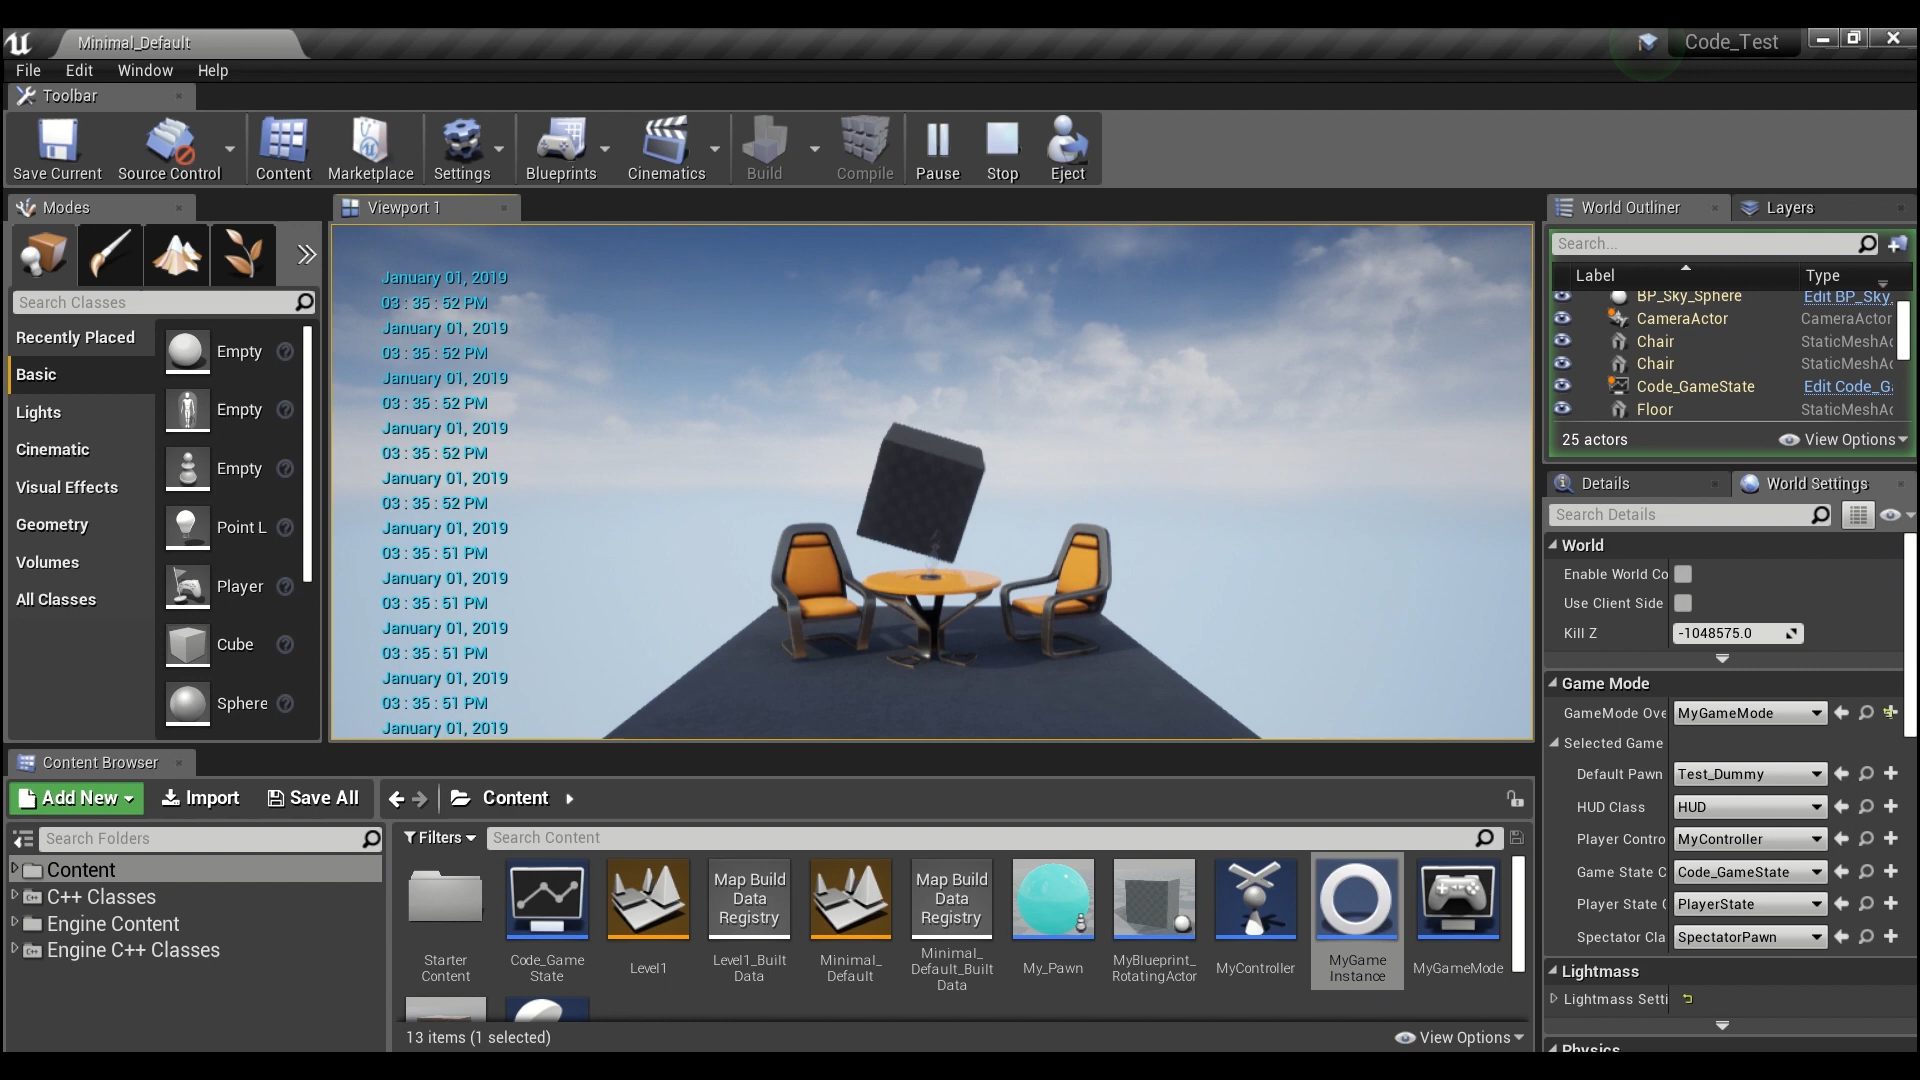 Minimal_Default
Code_Test
File Edit Window Help
Toolbar
Save Current Source Control Content Marketplace Settings Blueprints Cinematics Build Compile Pause Stop Eject
Modes
Search Classes
Recently Placed
Basic
Lights
Cinematic
Visual Effects
Geometry
Volumes
All Classes
Empty
Empty
Empty
Point L
Player
Cube
Sphere
Viewport 1
January 01, 2019
03 : 35 : 52 PM
January 01, 2019
03 : 35 : 52 PM
January 01, 2019
03 : 35 : 52 PM
January 01, 2019
03 : 35 : 52 PM
January 01, 2019
03 : 35 : 52 PM
January 01, 2019
03 : 35 : 51 PM
January 01, 2019
03 : 35 : 51 PM
January 01, 2019
03 : 35 : 51 PM
January 01, 2019
03 : 35 : 51 PM
January 01, 2019
World Outliner Layers
Search...
Label Type
BP_Sky_Sphere Edit BP_Sky_
CameraActor CameraActor
Chair StaticMeshAc
Chair StaticMeshAc
Code_GameState Edit Code_Ga
Floor StaticMeshAc
25 actors View Options
Details World Settings
Search Details
World
Enable World Co
Use Client Side
Kill Z -1048575.0
Game Mode
GameMode Ove MyGameMode
Selected Game
Default Pawn Test_Dummy
HUD Class HUD
Player Contro MyController
Game State C Code_GameState
Player State C PlayerState
Spectator Cla SpectatorPawn
Lightmass
Lightmass Setti
Physics
Content Browser
Add New Import Save All Content
Search Folders
Content
C++ Classes
Engine Content
Engine C++ Classes
Filters Search Content
Map Build
Data
Registry
Map Build
Data
Registry
Starter
Content
Code_Game
State
Level1
Level1_Built
Data
Minimal_
Default
Minimal_
Default_Built
Data
My_Pawn
MyBlueprint_
RotatingActor
MyController
MyGame
Instance
MyGameMode
13 items (1 selected) View Options